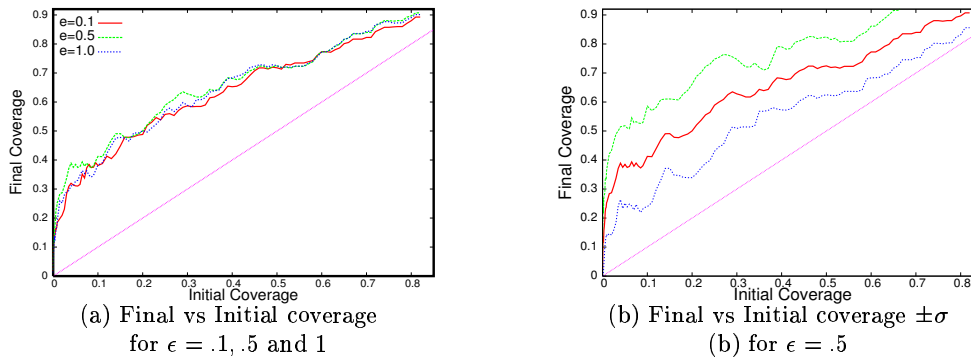 e=0.1
e=0.5
e=1.0
0.9
0.8
0.7
0.6
0.5
0.4
0.3
0.2
0.1
0
Final Coverage
0 0.1 0.2 0.3 0.4 0.5 0.6 0.7 0.8
Initial Coverage
(a) Final vs Initial coverage
for ϵ = .1, .5 and 1
0.9
0.8
0.7
0.6
0.5
0.4
0.3
0.2
0.1
0
Final Coverage
0 0.1 0.2 0.3 0.4 0.5 0.6 0.7 0.8
Initial Coverage
(b) Final vs Initial coverage ±σ
(b) for ϵ = .5